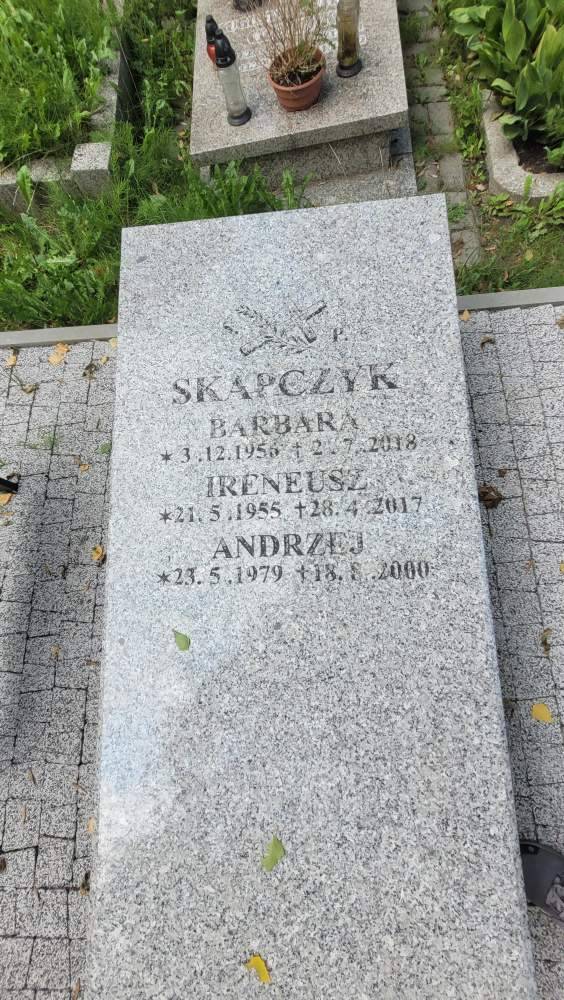 P.
SKAPCZYK
BARBARA
*3.12.1956 †2.7.2018
IRENEUSZ
*21.5.1955 †28.4.2017
ANDRZEJ
*23.5.1979 †18.8.2000